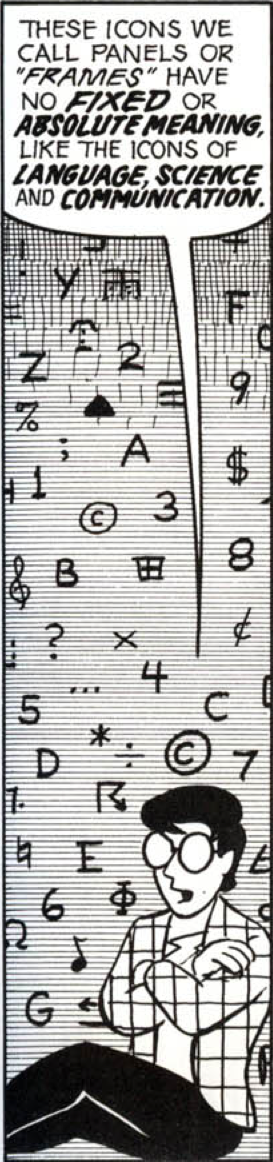 THESE ICONS WE
CALL PANELS OR
"FRAMES" HAVE
NO FIXED OR
ABSOLUTE MEANING,
LIKE THE ICONS OF
LANGUAGE, SCIENCE
AND COMMUNICATION.
Y F
Z 2
% 9
; A $
1 © 3
B 8
? × ¢
... 4
5 C
* ÷ ©
D 7
E
6 Φ
Ω ♪
G